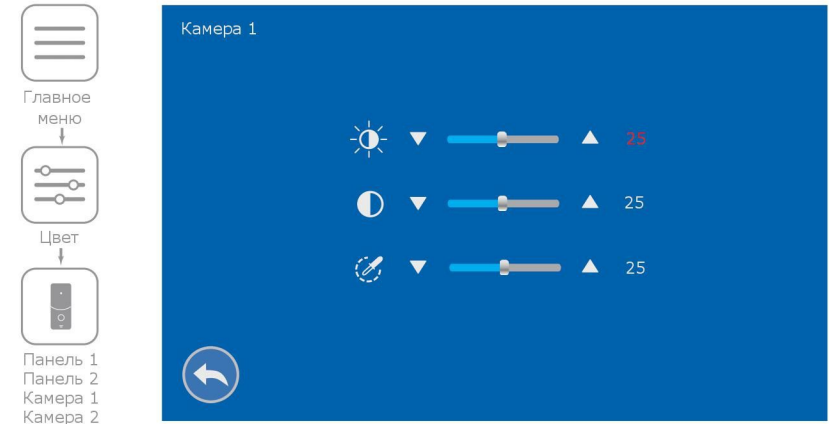 Главное
меню
Цвет
Панель 1
Панель 2
Камера 1
Камера 2
Камера 1
25
25
25